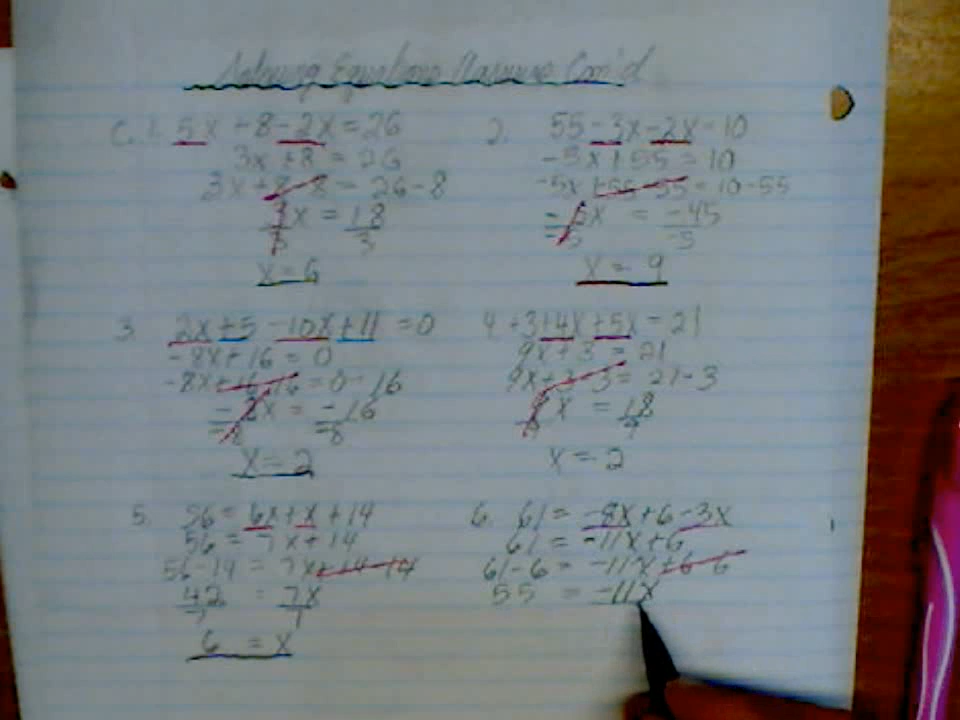 Solving Equations Con'd
C. 1. 5x + 8 - 2x = 26
3x + 8 = 26
3x + 8 - 8 = 26 - 8
3x = 18
3 3
x = 6
2. 55 - 3x - 2x = 10
-5x + 55 = 10
-5x + 55 - 55 = 10 - 55
-5x = -45
-5 -5
x = 9
3. 2x + 5 - 10x + 11 = 0
-8x + 16 = 0
-8x + 16 - 16 = 0 - 16
-8x = -16
-8 -8
x = 2
4. +3 + 4x + 5x = 21
9x + 3 = 21
9x + 3 - 3 = 21 - 3
9x = 18
9 9
x = 2
5. 56 = 6x + x + 14
56 = 7x + 14
56 - 14 = 7x + 14 - 14
42 = 7x
7 7
6 = x
6. 61 = -8x + 6 - 3x
61 = -11x + 6
61 - 6 = -11x + 6 - 6
55 = -11x